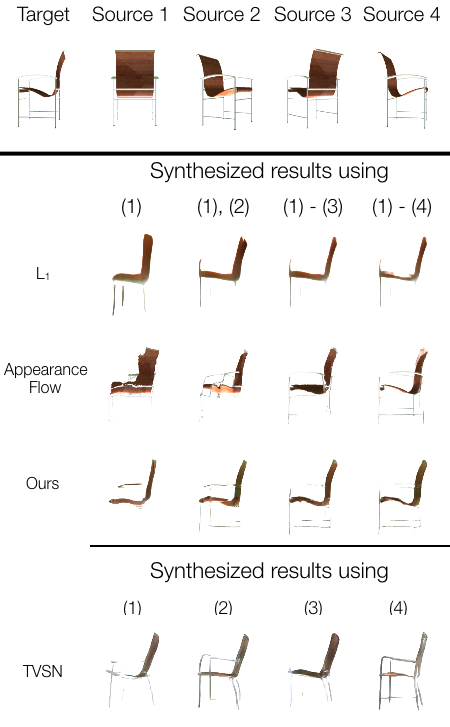 Target Source 1 Source 2 Source 3 Source 4
Synthesized results using
(1) (1), (2) (1) - (3) (1) - (4)
L₁
Appearance
Flow
Ours
Synthesized results using
(1) (2) (3) (4)
TVSN